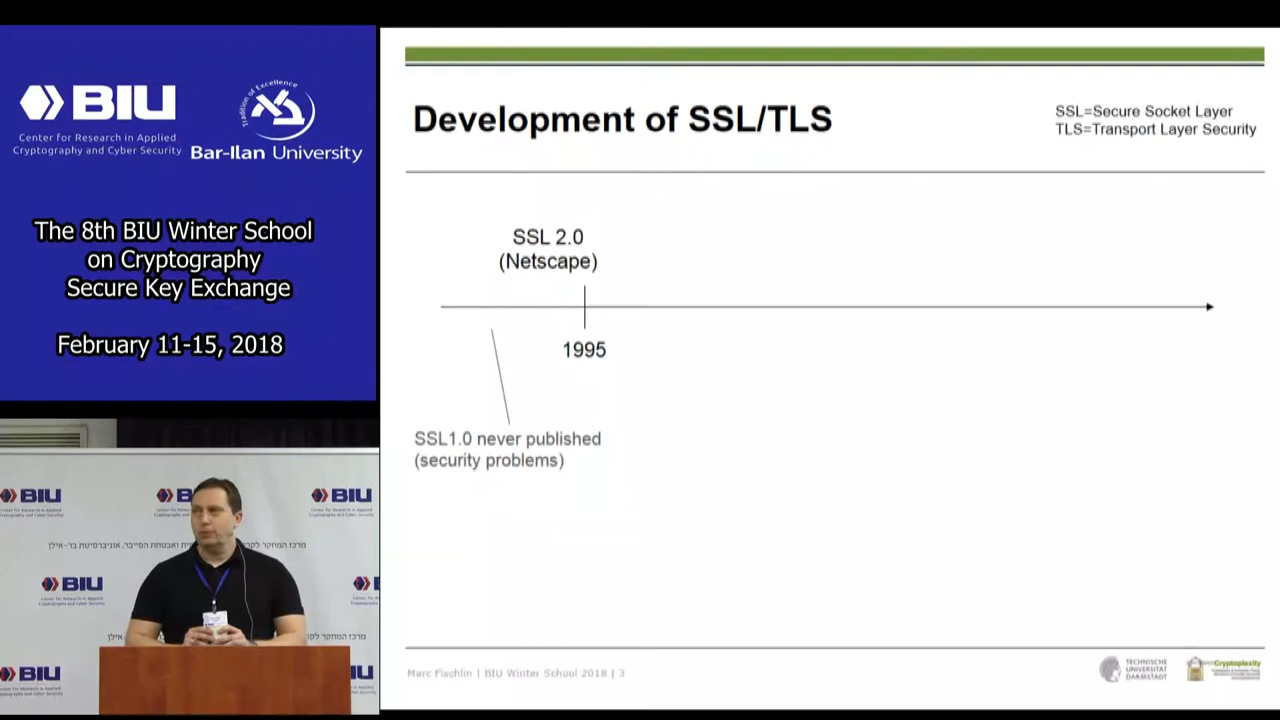 BIU
Center for Research in Applied
Cryptography and Cyber Security
Tradition of Excellence
Bar-Ilan University
The 8th BIU Winter School
on Cryptography
Secure Key Exchange
February 11-15, 2018
Development of SSL/TLS
SSL=Secure Socket Layer
TLS=Transport Layer Security
SSL 2.0
(Netscape)
1995
SSL1.0 never published
(security problems)
Marc Fischlin | BIU Winter School 2018 | 3
TECHNISCHE
UNIVERSITÄT
DARMSTADT
Cryptoplexity
BIU
BIU
BIU
BIU
BIU